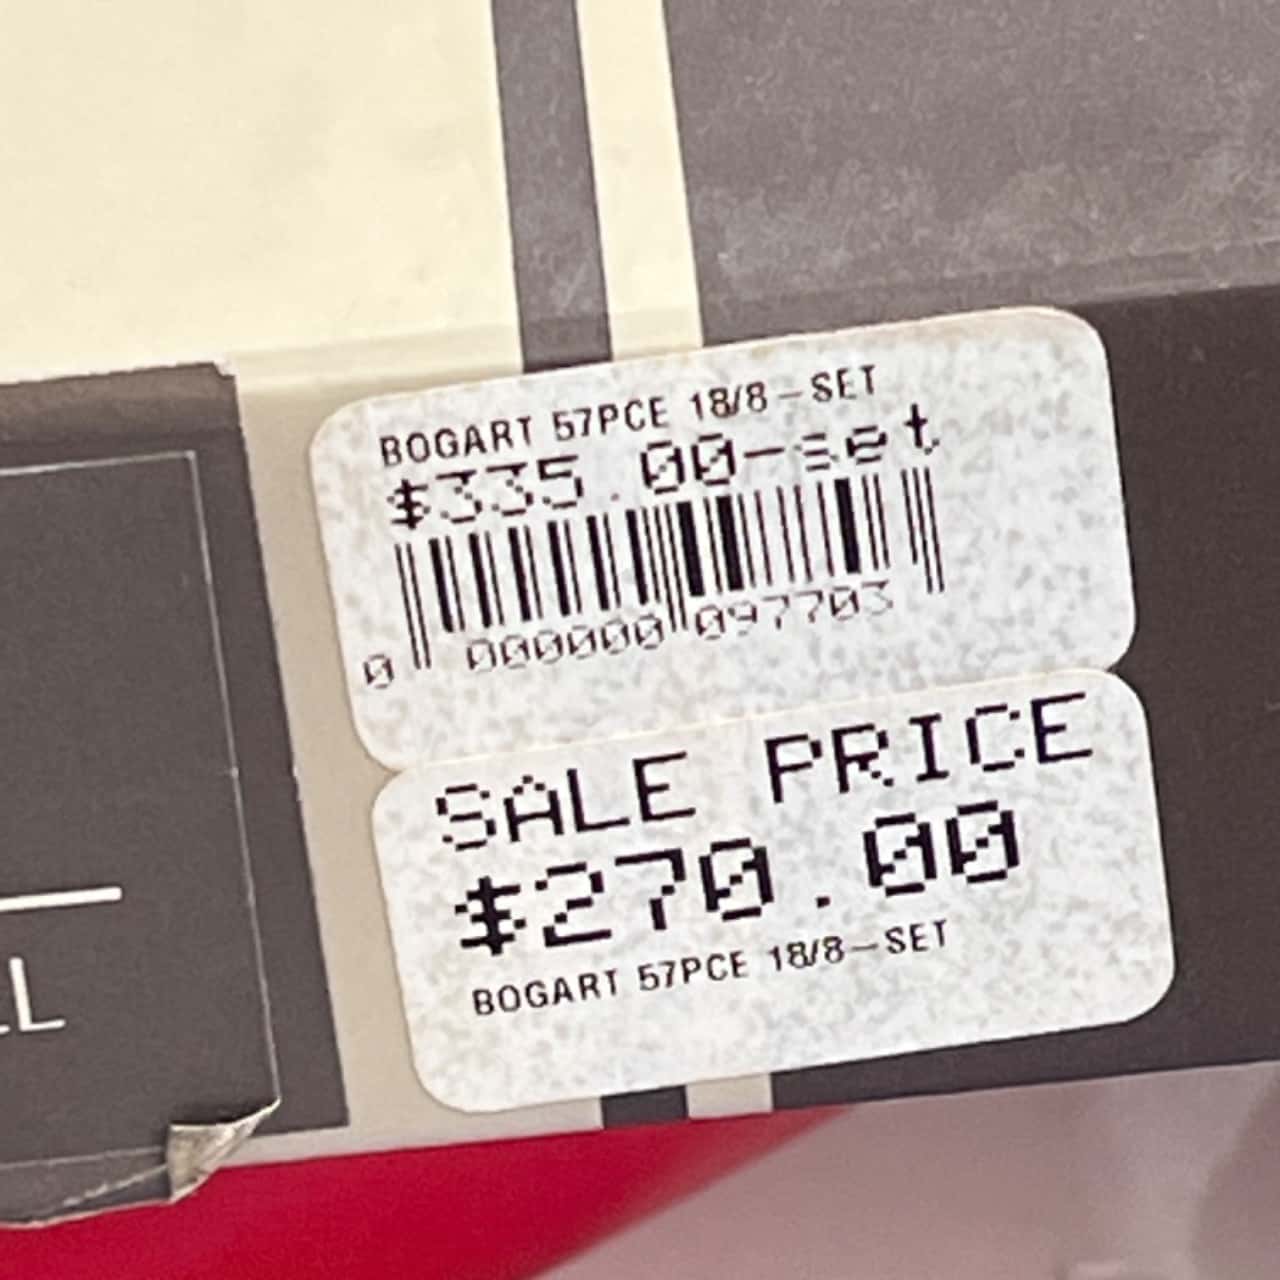 BOGART 57PCE 18/8-SET
$335.00-set
0 000000 097703
SALE PRICE
$270.00
BOGART 57PCE 18/8-SET